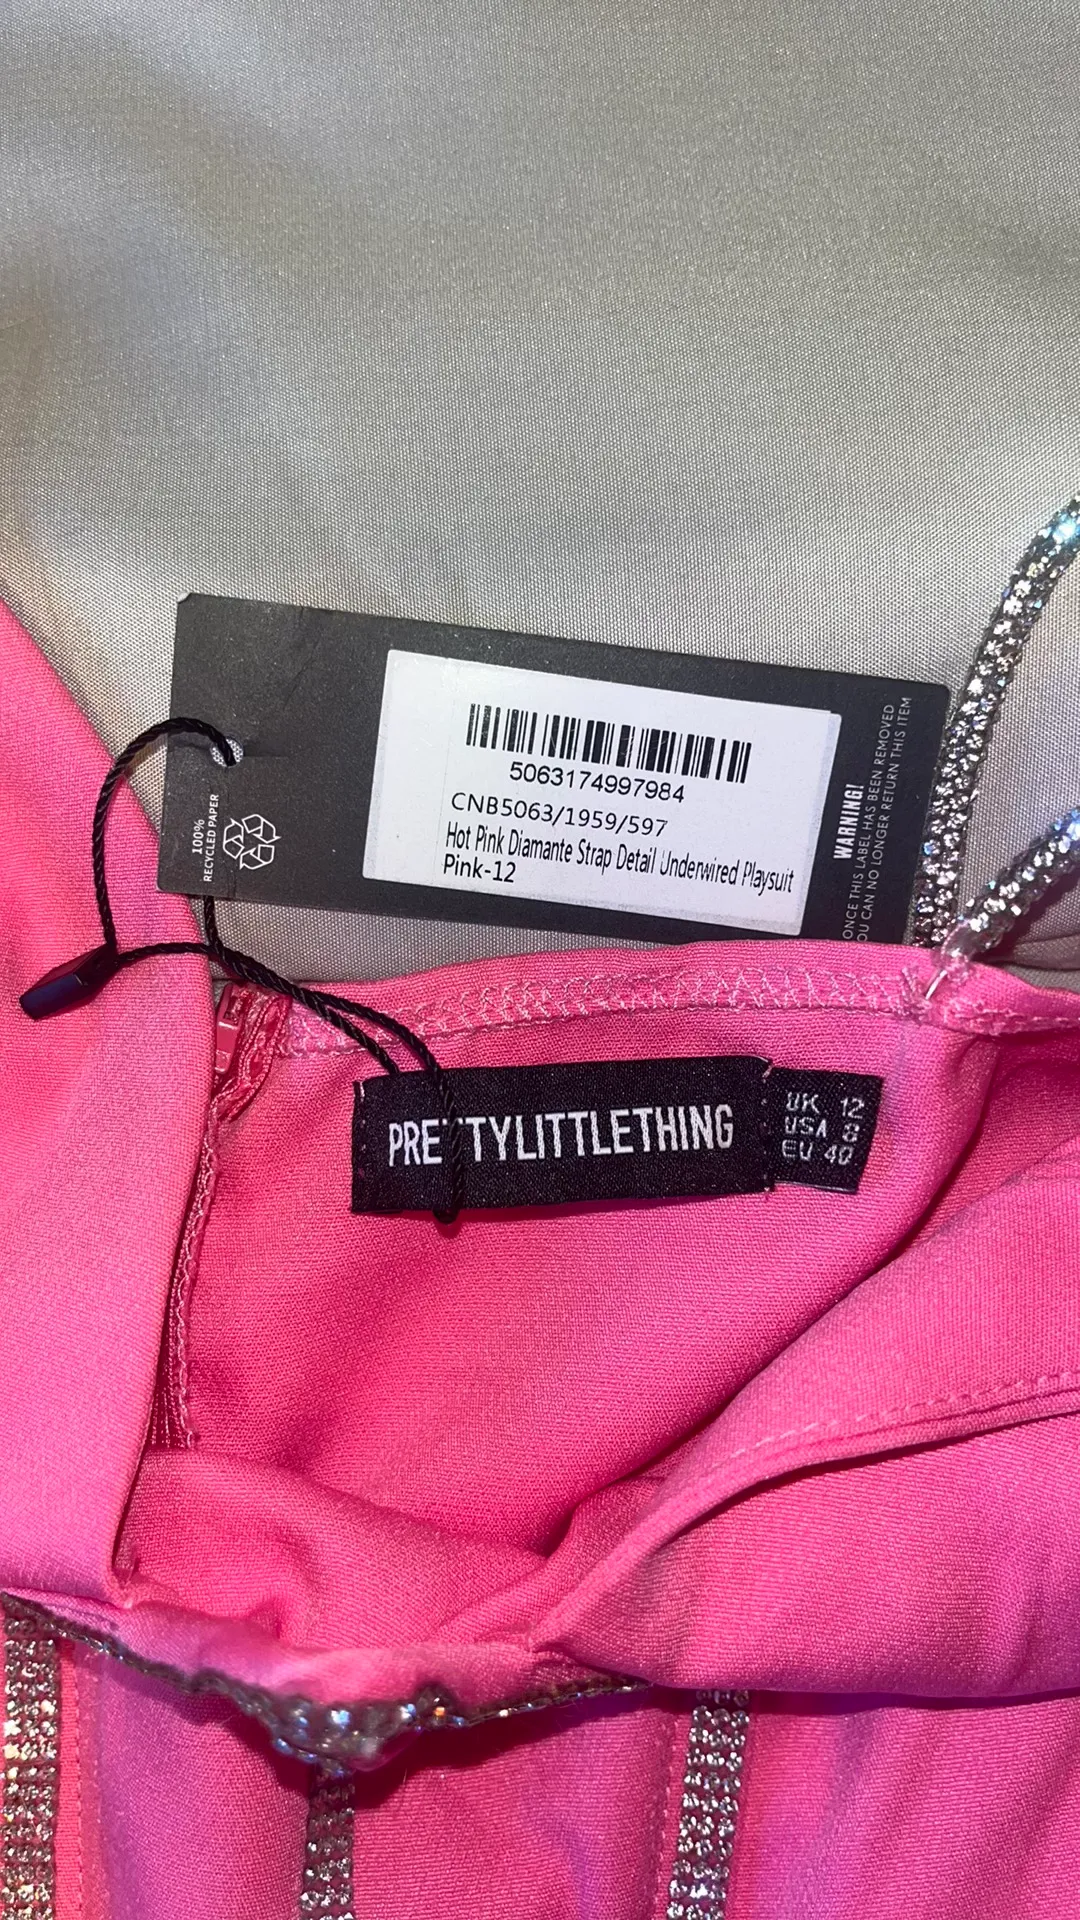 5063174997984
CNB5063/1959/597
Hot Pink Diamante Strap Detail Underwired Playsuit
Pink-12
100%
RECYCLED PAPER
WARNING!
ONCE THIS LABEL HAS BEEN REMOVED
OU CAN NO LONGER RETURN THIS ITEM
PRETTYLITTLETHING
UK 12
USA 8
EU 40